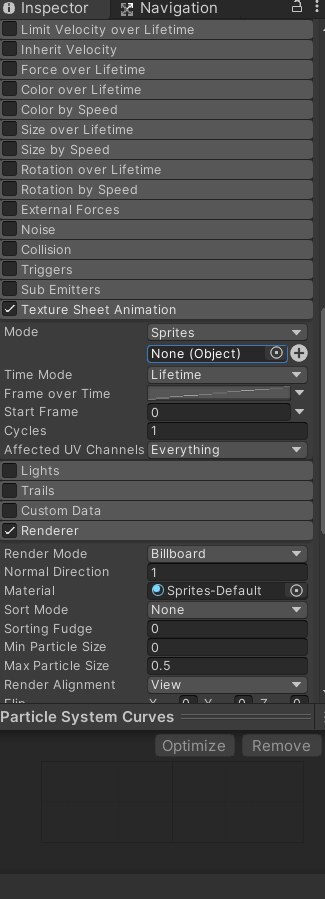 Inspector Navigation
Limit Velocity over Lifetime
Inherit Velocity
Force over Lifetime
Color over Lifetime
Color by Speed
Size over Lifetime
Size by Speed
Rotation over Lifetime
Rotation by Speed
External Forces
Noise
Collision
Triggers
Sub Emitters
Texture Sheet Animation
Mode Sprites
None (Object)
Time Mode Lifetime
Frame over Time
Start Frame 0
Cycles 1
Affected UV Channels Everything
Lights
Trails
Custom Data
Renderer
Render Mode Billboard
Normal Direction 1
Material Sprites-Default
Sort Mode None
Sorting Fudge 0
Min Particle Size 0
Max Particle Size 0.5
Render Alignment View
Flip X 0 Y 0 Z 0
Particle System Curves
Optimize Remove